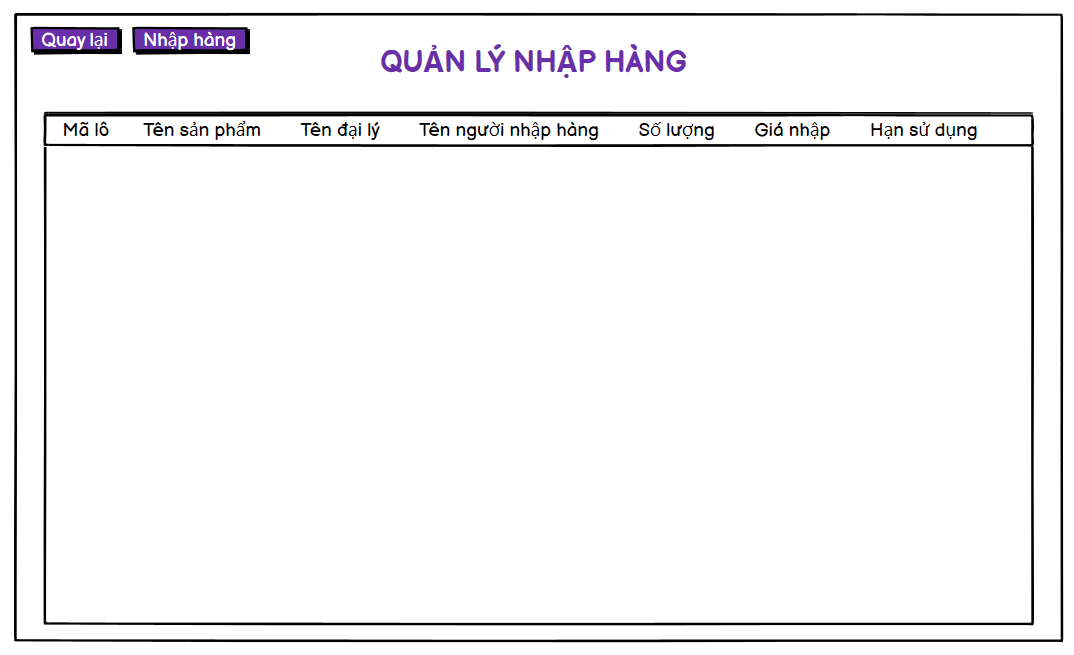 Quay lại Nhập hàng
QUẢN LÝ NHẬP HÀNG
Mã lô Tên sản phẩm Tên đại lý Tên người nhập hàng Số lượng Giá nhập Hạn sử dụng